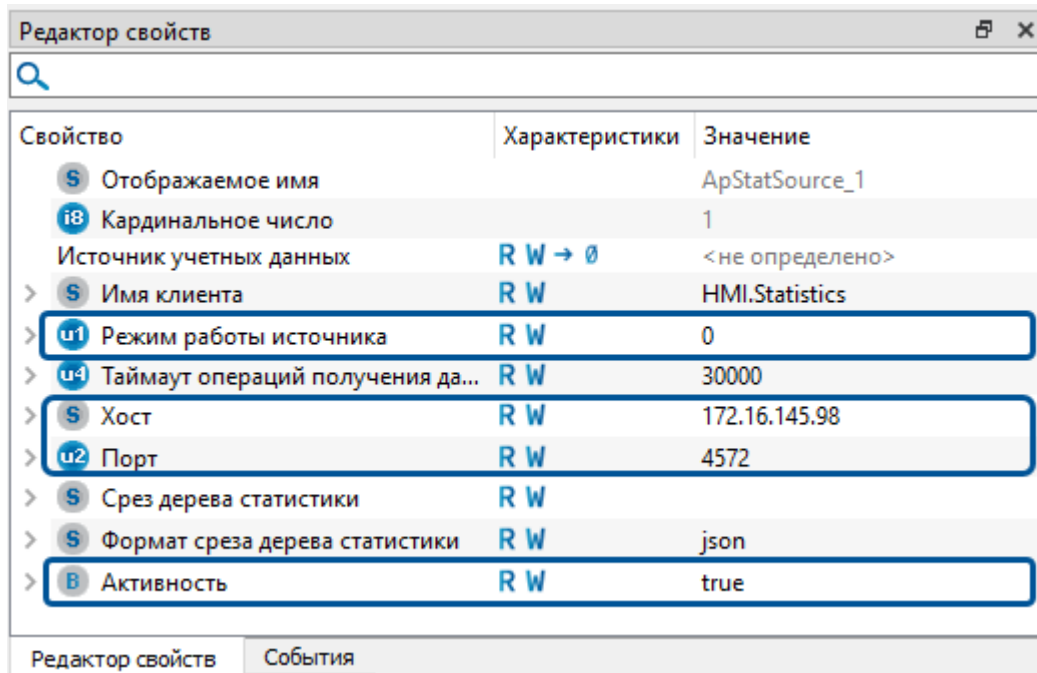 Редактор свойств
Свойство Характеристики Значение
S Отображаемое имя ApStatSource_1
i8 Кардинальное число 1
Источник учетных данных R W → Ø <не определено>
S Имя клиента R W HMI.Statistics
u1 Режим работы источника R W 0
u4 Таймаут операций получения да... R W 30000
S Хост R W 172.16.145.98
u2 Порт R W 4572
S Срез дерева статистики R W
S Формат среза дерева статистики R W json
B Активность R W true
Редактор свойств События